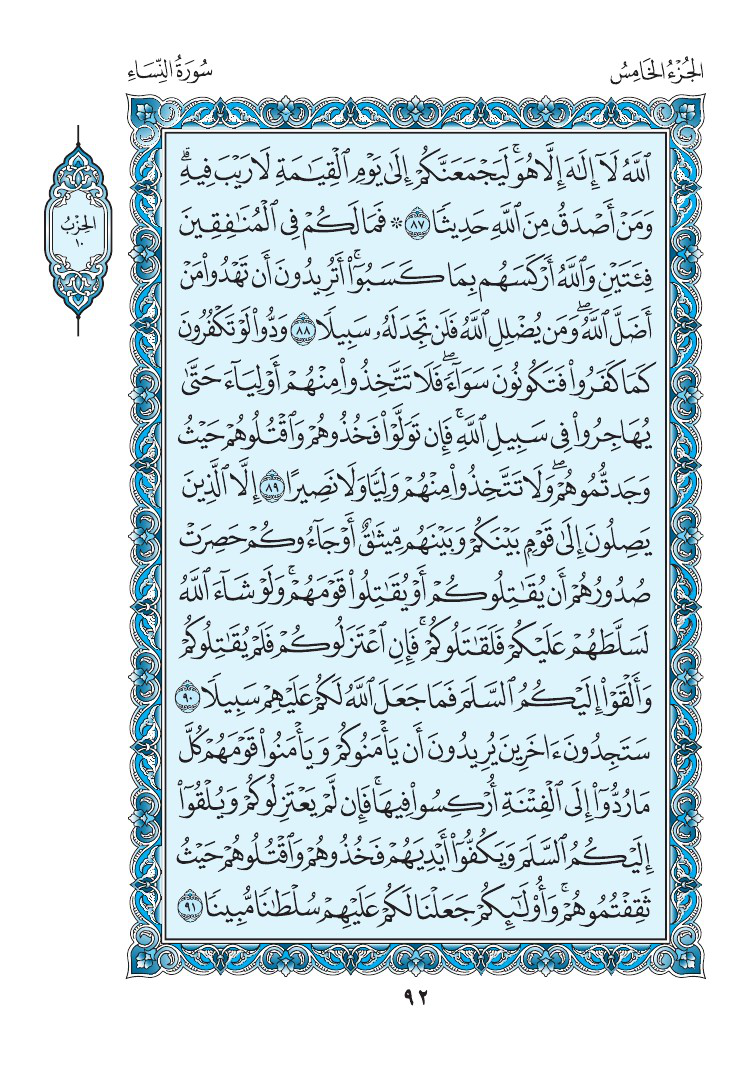 الجُزْءُ الخَامِسُ
سُورَةُ النِّسَاءِ
الحِزْبُ
١٠
ٱللَّهُ لَآ إِلَٰهَ إِلَّا هُوَۚ لَيَجْمَعَنَّكُمْ إِلَىٰ يَوْمِ ٱلْقِيَٰمَةِ لَا رَيْبَ فِيهِۗ
وَمَنْ أَصْدَقُ مِنَ ٱللَّهِ حَدِيثًا ٨٧ ۞ فَمَا لَكُمْ فِى ٱلْمُنَٰفِقِينَ
فِئَتَيْنِ وَٱللَّهُ أَرْكَسَهُم بِمَا كَسَبُوٓا۟ۚ أَتُرِيدُونَ أَن تَهْدُوا۟ مَنْ
أَضَلَّ ٱللَّهُۖ وَمَن يُضْلِلِ ٱللَّهُ فَلَن تَجِدَ لَهُۥ سَبِيلًا ٨٨ وَدُّوا۟ لَوْ تَكْفُرُونَ
كَمَا كَفَرُوا۟ فَتَكُونُونَ سَوَآءًۖ فَلَا تَتَّخِذُوا۟ مِنْهُمْ أَوْلِيَآءَ حَتَّىٰ
يُهَاجِرُوا۟ فِى سَبِيلِ ٱللَّهِۚ فَإِن تَوَلَّوْا۟ فَخُذُوهُمْ وَٱقْتُلُوهُمْ حَيْثُ
وَجَدتُّمُوهُمْۖ وَلَا تَتَّخِذُوا۟ مِنْهُمْ وَلِيًّا وَلَا نَصِيرًا ٨٩ إِلَّا ٱلَّذِينَ
يَصِلُونَ إِلَىٰ قَوْمٍۭ بَيْنَكُمْ وَبَيْنَهُم مِّيثَٰقٌ أَوْ جَآءُوكُمْ حَصِرَتْ
صُدُورُهُمْ أَن يُقَٰتِلُوكُمْ أَوْ يُقَٰتِلُوا۟ قَوْمَهُمْۚ وَلَوْ شَآءَ ٱللَّهُ
لَسَلَّطَهُمْ عَلَيْكُمْ فَلَقَٰتَلُوكُمْۚ فَإِنِ ٱعْتَزَلُوكُمْ فَلَمْ يُقَٰتِلُوكُمْ
وَأَلْقَوْا۟ إِلَيْكُمُ ٱلسَّلَمَ فَمَا جَعَلَ ٱللَّهُ لَكُمْ عَلَيْهِمْ سَبِيلًا ٩٠
سَتَجِدُونَ ءَاخَرِينَ يُرِيدُونَ أَن يَأْمَنُوكُمْ وَيَأْمَنُوا۟ قَوْمَهُمْ كُلَّ
مَا رُدُّوٓا۟ إِلَى ٱلْفِتْنَةِ أُرْكِسُوا۟ فِيهَاۚ فَإِن لَّمْ يَعْتَزِلُوكُمْ وَيُلْقُوٓا۟
إِلَيْكُمُ ٱلسَّلَمَ وَيَكُفُّوٓا۟ أَيْدِيَهُمْ فَخُذُوهُمْ وَٱقْتُلُوهُمْ حَيْثُ
ثَقِفْتُمُوهُمْۚ وَأُو۟لَٰٓئِكُمْ جَعَلْنَا لَكُمْ عَلَيْهِمْ سُلْطَٰنًا مُّبِينًا ٩١
٩٢